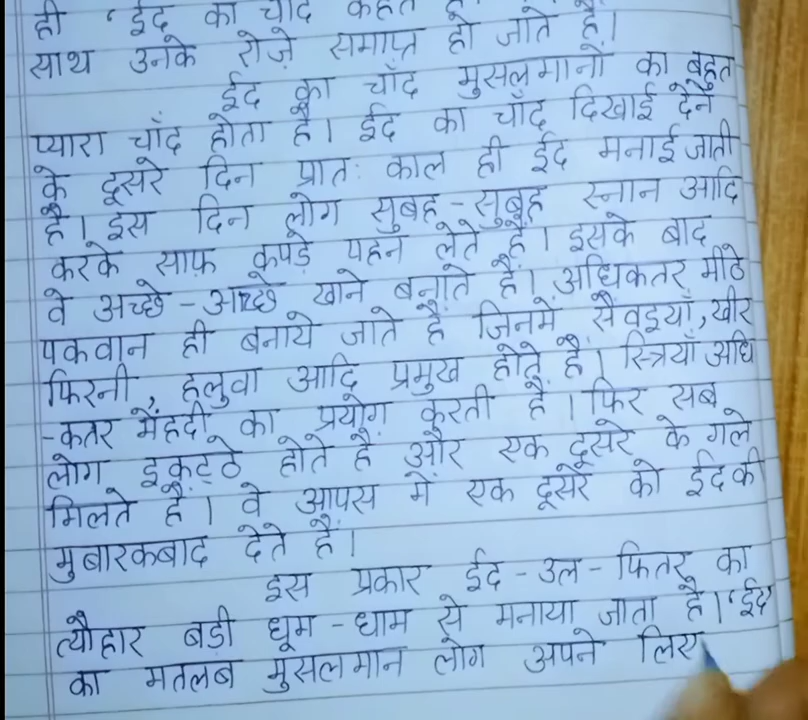 ही 'ईद का चाँद कहते
साथ उनके रोज़े समाप्त हो जाते हैं।
ईद का चाँद मुसलमानों का बहुत
प्यारा चाँद होता है। ईद का चाँद दिखाई देने
के दूसरे दिन प्रात: काल ही ईद मनाई जाती
है। इस दिन लोग सुबह-सुबह स्नान आदि
करके साफ़ कपड़े पहन लेते हैं। इसके बाद
वे अच्छे-अच्छे खाने बनाते हैं। अधिकतर मीठे
पकवान ही बनाये जाते हैं जिनमें सैवइयाँ, खीर
फिरनी, हलुवा आदि प्रमुख होते हैं। स्त्रियाँ अधि
-कतर मेंहदी का प्रयोग करती हैं। फिर सब
लोग इकट्ठे होते हैं और एक दूसरे के गले
मिलते हैं। वे आपस में एक दूसरे को ईद की
मुबारकबाद देते हैं।
इस प्रकार ईद-उल-फितर का
त्यौहार बड़ी धूम-धाम से मनाया जाता है। 'ईद'
का मतलब मुसलमान लोग अपने लिए